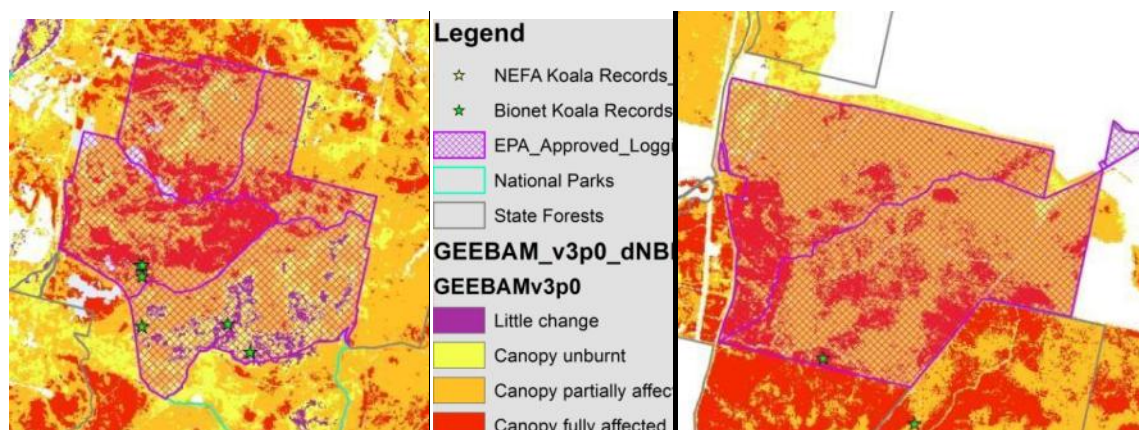 Legend
NEFA Koala Records_
Bionet Koala Records
EPA_Approved_Loggi
National Parks
State Forests
GEEBAM_v3p0_dNB
GEEBAMv3p0
Little change
Canopy unburnt
Canopy partially affec
Canopy fully affected